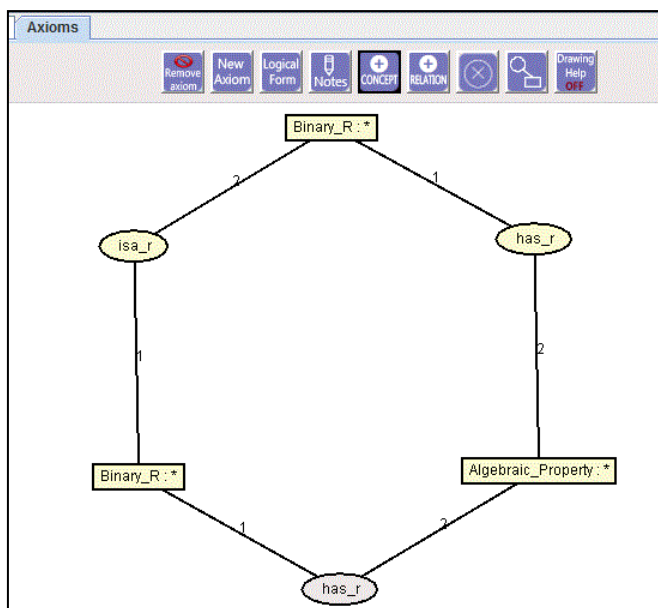 Axioms
Remove axiom
New Axiom
Logical Form
Notes
CONCEPT
RELATION
Drawing Help OFF
Binary_R : *
2
1
isa_r
has_r
1
2
Binary_R : *
Algebraic_Property : *
1
2
has_r